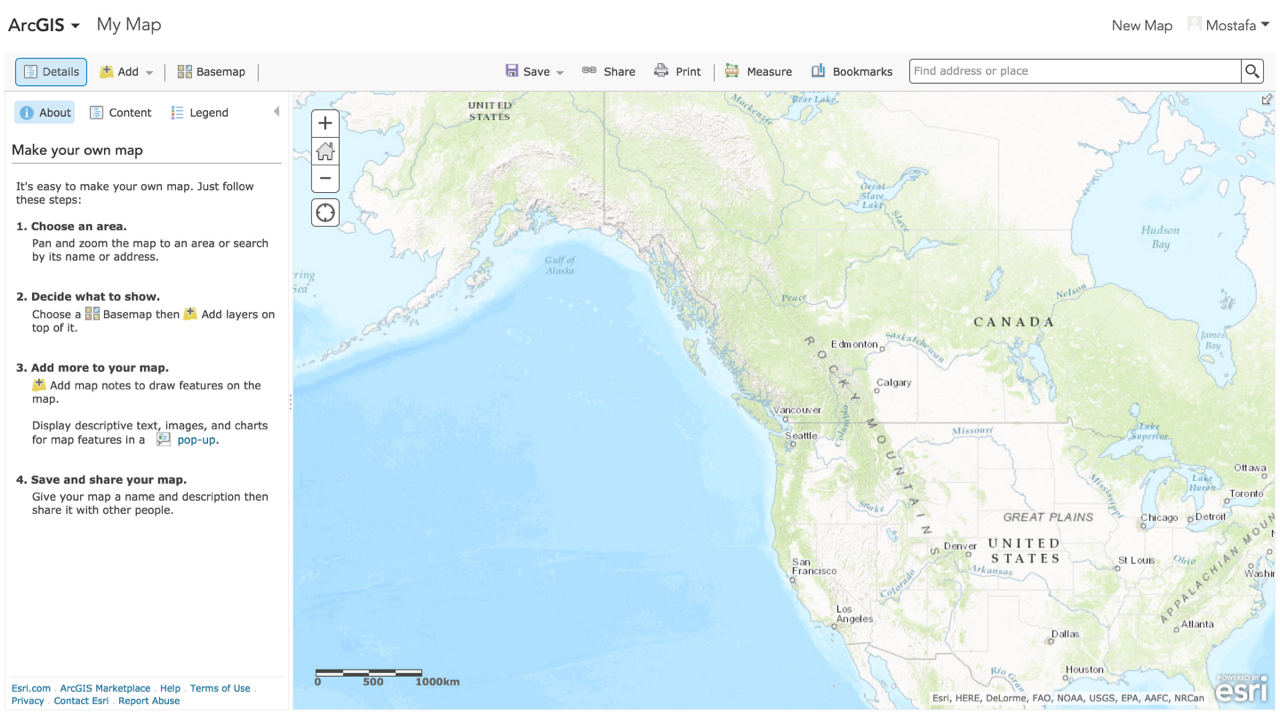 ArcGIS My Map
New Map Mostafa
Details Add Basemap Save Share Print Measure Bookmarks Find address or place
About Content Legend
Make your own map
It's easy to make your own map. Just follow
these steps:
1. Choose an area.
Pan and zoom the map to an area or search
by its name or address.
2. Decide what to show.
Choose a Basemap then Add layers on
top of it.
3. Add more to your map.
Add map notes to draw features on the
map.
Display descriptive text, images, and charts
for map features in a pop-up.
4. Save and share your map.
Give your map a name and description then
share it with other people.
Esri.com . ArcGIS Marketplace . Help . Terms of Use .
Privacy . Contact Esri . Report Abuse
UNITED
STATES
Mackenzie
Bear Lake
Great
Slave
Lake
Slave
Hudson
Bay
Gulf of
Alaska
ring
Sea
Peace
Nelson
CANADA
James
Bay
Edmonton
Saskatchewan
ROCKY MOUNTAINS
Calgary
Vancouver
Columbia
Seattle
Missouri
Lake
Superior
Ottawa
Mississippi
Lake
Huron
Toronto
Snake
GREAT PLAINS
Chicago
Detroit
Denver
UNITED
STATES
St Louis
Ohio
APPALACHIAN MOUN
Washin
San
Francisco
Colorado
Arkansas
Los
Angeles
Atlanta
Dallas
Houston
Rio Gran
0 500 1000km
Esri, HERE, DeLorme, FAO, NOAA, USGS, EPA, AAFC, NRCan
POWERED BY
esri